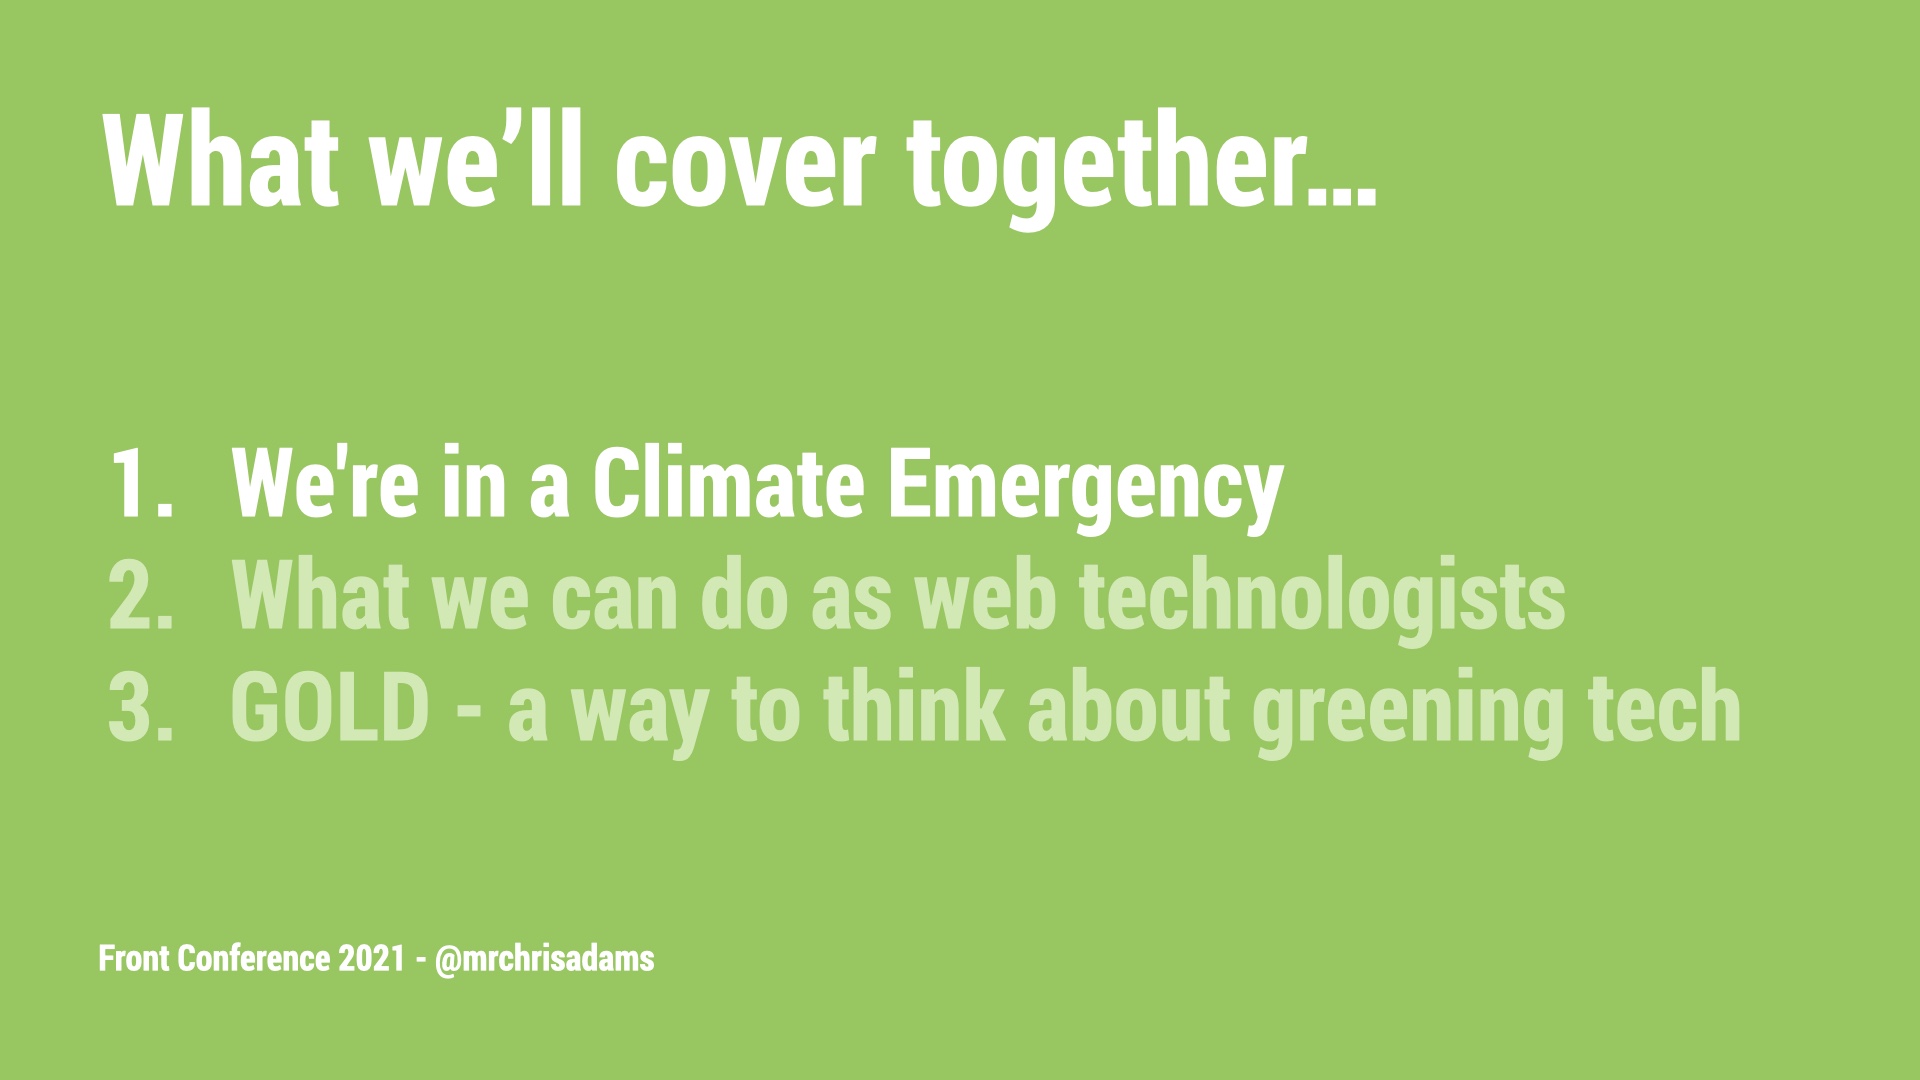 What we’ll cover together…
1. We're in a Climate Emergency
2. What we can do as web technologists
3. GOLD - a way to think about greening tech
Front Conference 2021 - @mrchrisadams